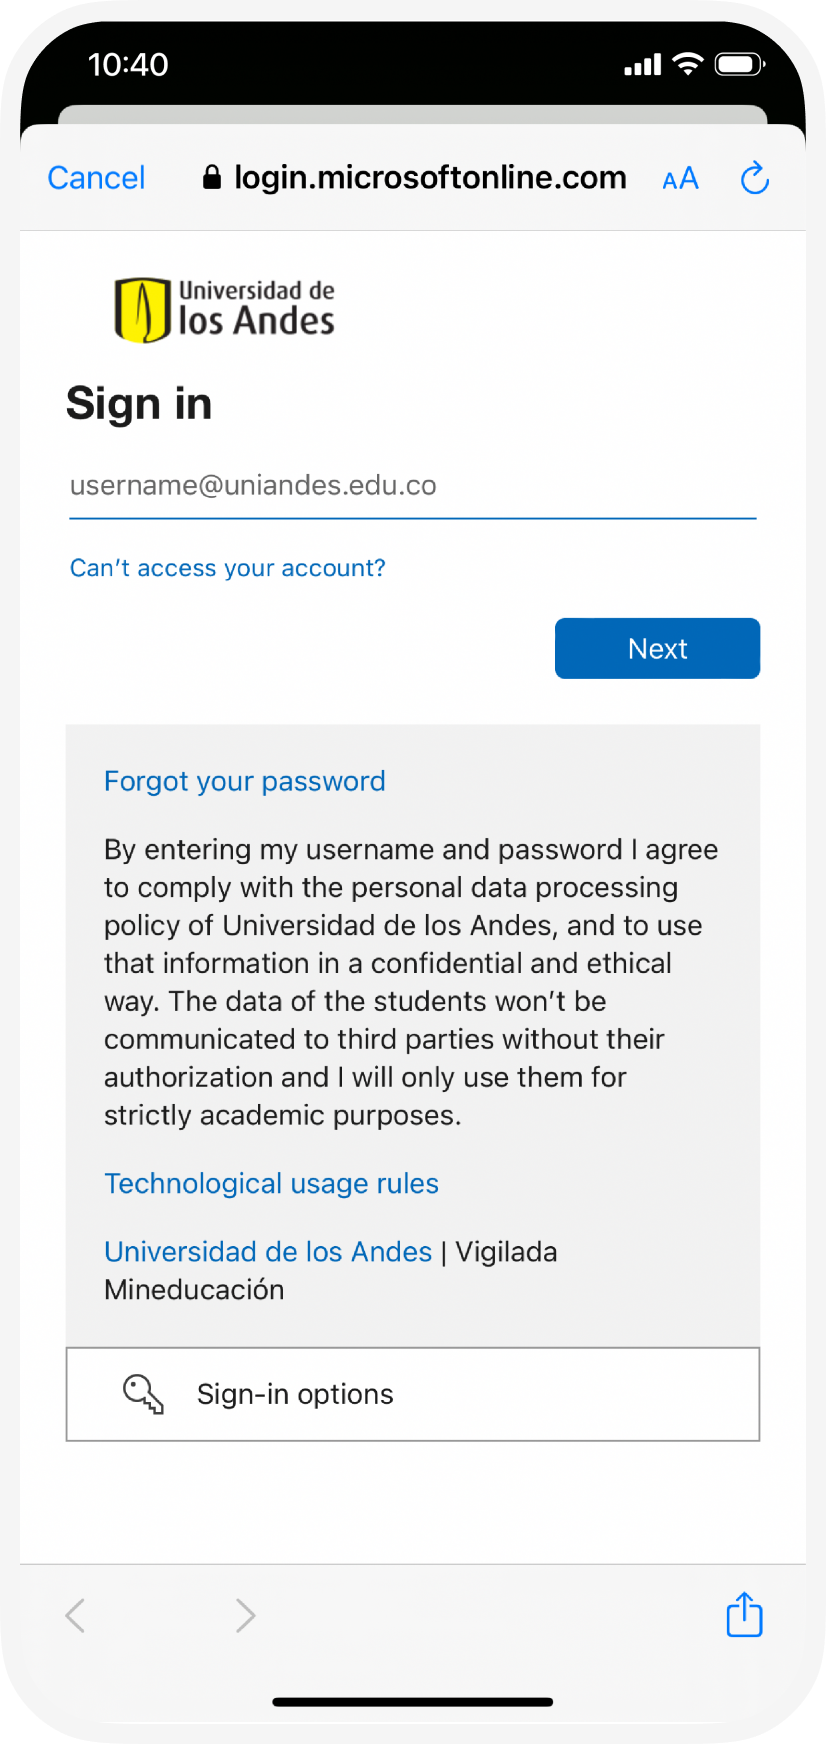 10:40
Cancel login.microsoftonline.com AA
Universidad de
los Andes
Sign in
username@uniandes.edu.co
Can't access your account?
Next
Forgot your password
By entering my username and password I agree
to comply with the personal data processing
policy of Universidad de los Andes, and to use
that information in a confidential and ethical
way. The data of the students won't be
communicated to third parties without their
authorization and I will only use them for
strictly academic purposes.
Technological usage rules
Universidad de los Andes | Vigilada
Mineducación
Sign-in options